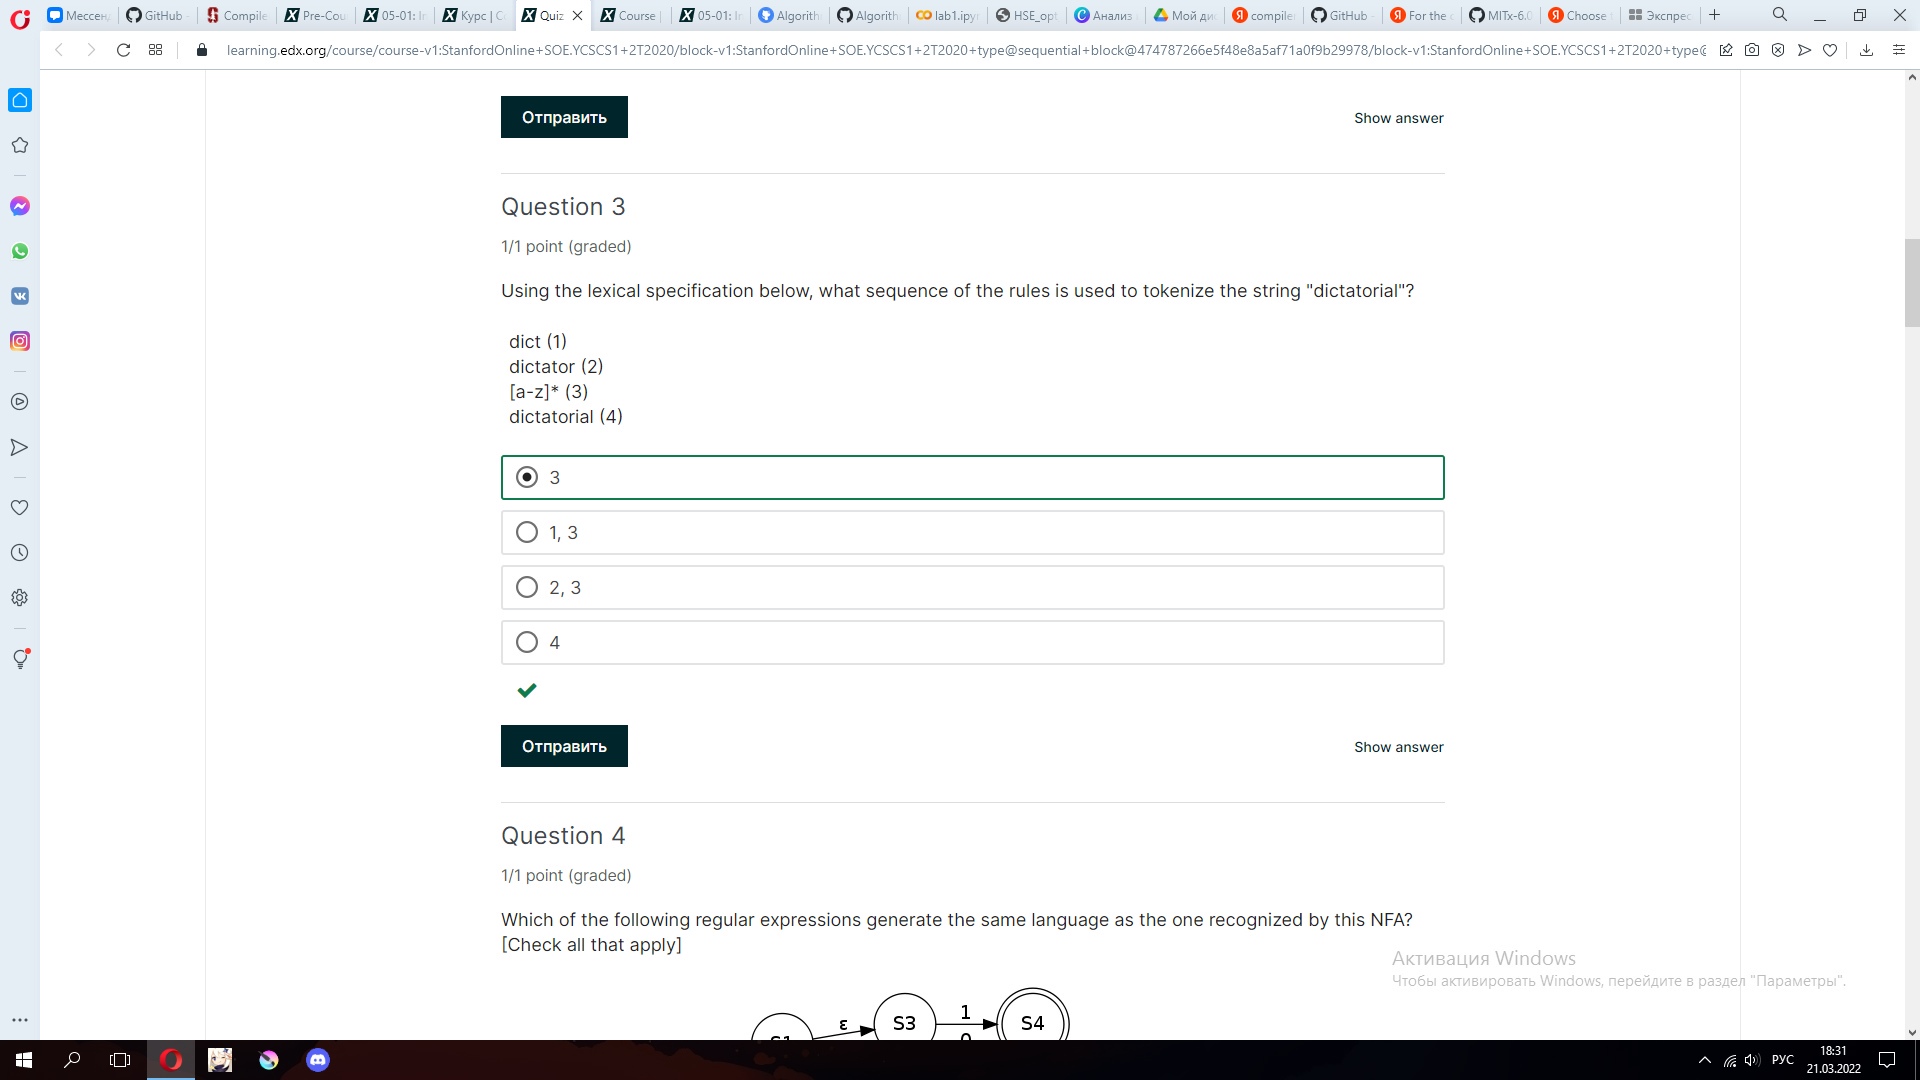 Мессен
GitHub
Compile
Pre-Cou
05-01: Ir
Курс | С
Quiz
Course
05-01: Ir
Algorith
Algorith
lab1.ipy
HSE_opt
Анализ
Мой ди
compile
GitHub
For the
MITx-6.0
Choose
Экспрес
learning.edx.org/course/course-v1:StanfordOnline+SOE.YCSCS1+2T2020/block-v1:StanfordOnline+SOE.YCSCS1+2T2020+type@sequential+block@474787266e5f48e8a5af71a0f9b29978/block-v1:StanfordOnline+SOE.YCSCS1+2T2020+type@
Отправить
Show answer
Question 3
1/1 point (graded)
Using the lexical specification below, what sequence of the rules is used to tokenize the string "dictatorial"?
dict (1)
dictator (2)
[a-z]* (3)
dictatorial (4)
3
1, 3
2, 3
4
Отправить
Show answer
Question 4
1/1 point (graded)
Which of the following regular expressions generate the same language as the one recognized by this NFA?
[Check all that apply]
Активация Windows
Чтобы активировать Windows, перейдите в раздел "Параметры".
ε
S3
1
0
S4
S1
РУС
18:31
21.03.2022